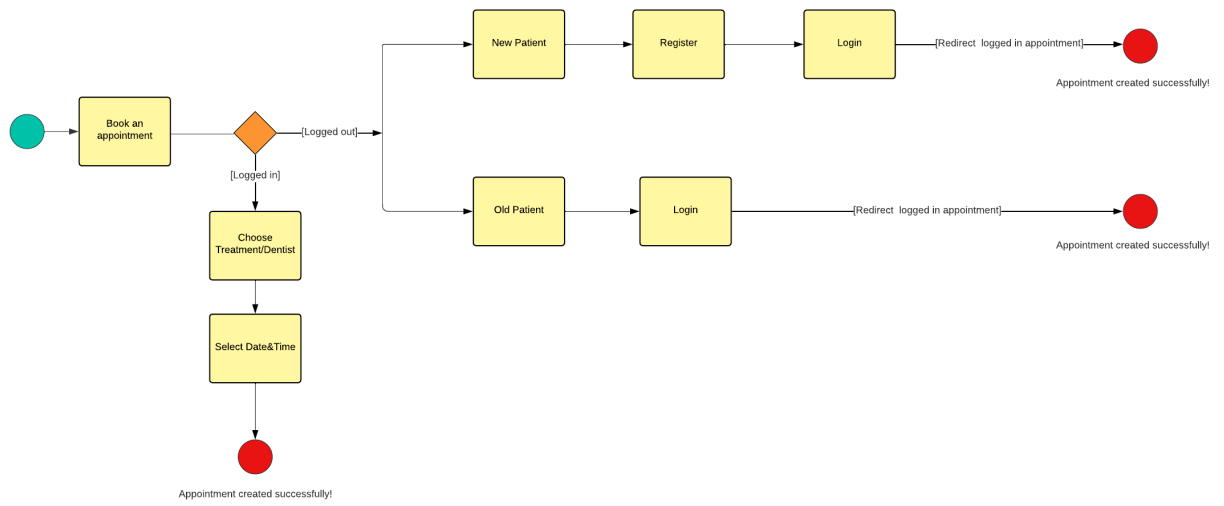 New Patient
Register
Login
[Redirect  logged in appointment]
Appointment created successfully!
Book an
appointment
[Logged out]
[Logged in]
Old Patient
Login
[Redirect  logged in appointment]
Appointment created successfully!
Choose
Treatment/Dentist
Select Date&Time
Appointment created successfully!